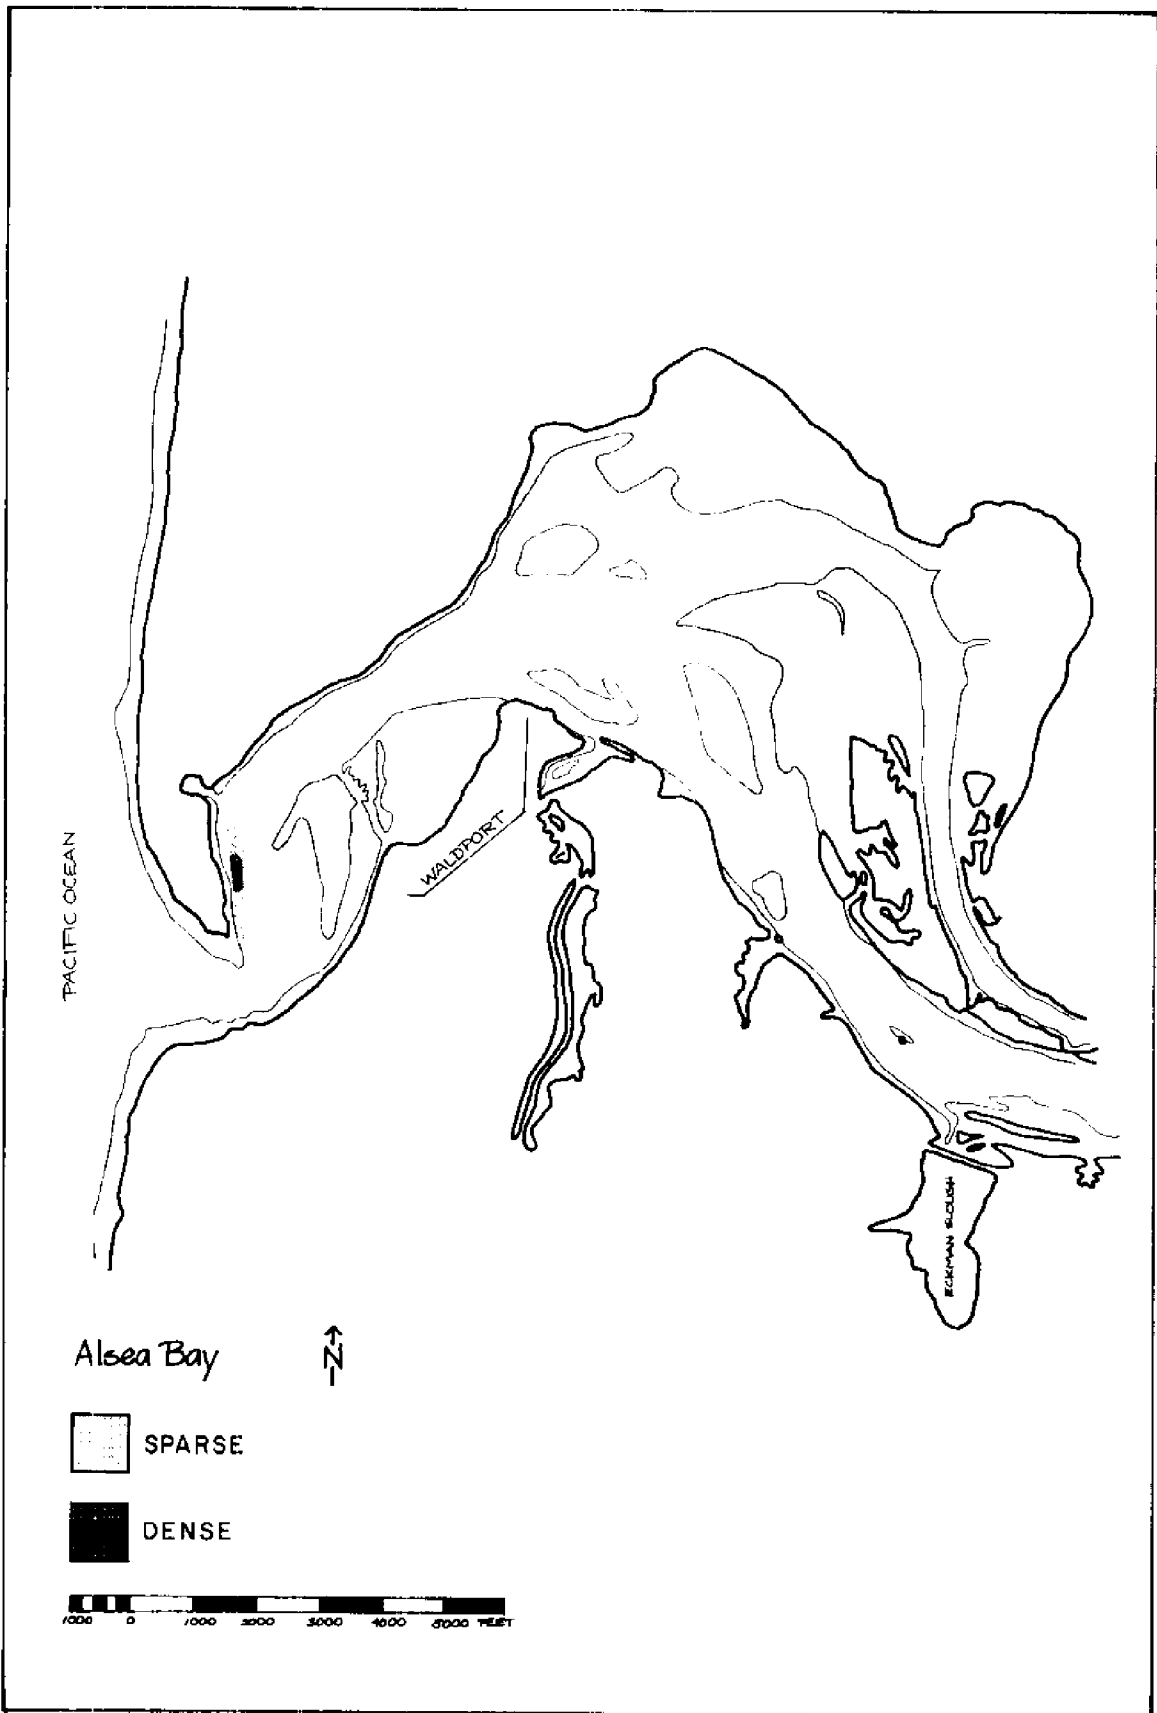 PACIFIC OCEAN
WALDPORT
ECKMAN SLOUGH
Alsea Bay
N
SPARSE
DENSE
1000 0 1000 2000 3000 4000 5000 FEET